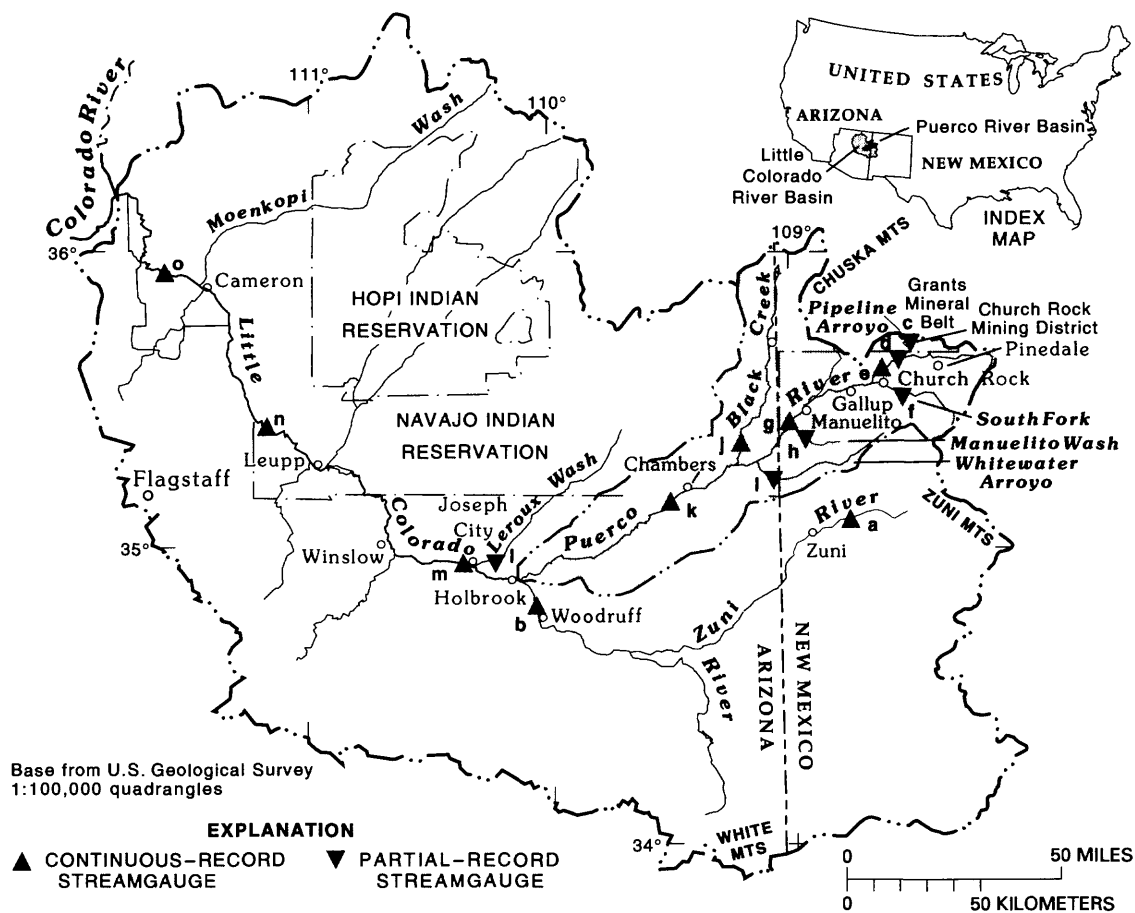 111°
110°
Colorado River
Moenkopi Wash
36°
o
Cameron
Little
HOPI INDIAN
RESERVATION
NAVAJO INDIAN
RESERVATION
n
Leupp
Flagstaff
35°
Winslow
Colorado
Joseph
City
Leroux Wash
l
m
Holbrook
b
Woodruff
Puerco
Chambers
k
j
Black Creek
109°
CHUSKA MTS
Pipeline
Arroyo
Grants
Mineral
Belt
Church Rock
Mining District
Pinedale
c
d
e
River
Church Rock
Gallup
Manuelito
g
h
f
South Fork
Manuelito Wash
Whitewater
Arroyo
River
a
Zuni
ZUNI MTS
Zuni
River
ARIZONA
NEW MEXICO
34°
WHITE
MTS
UNITED STATES
ARIZONA
Puerco River Basin
Little
Colorado
River Basin
NEW MEXICO
INDEX
MAP
Base from U.S. Geological Survey
1:100,000 quadrangles
EXPLANATION
CONTINUOUS-RECORD
STREAMGAUGE
PARTIAL-RECORD
STREAMGAUGE
0 50 MILES
0 50 KILOMETERS